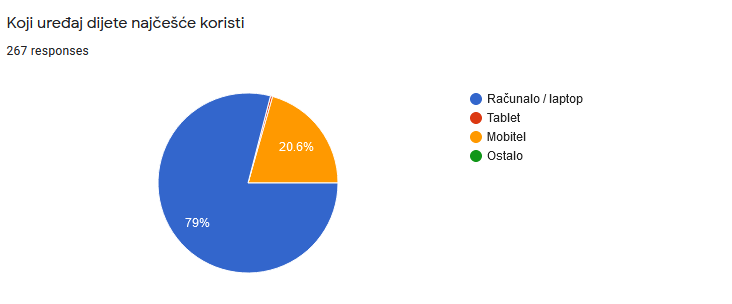 Koji uređaj dijete najčešće koristi
267 responses
20.6%
79%
Računalo / laptop
Tablet
Mobitel
Ostalo